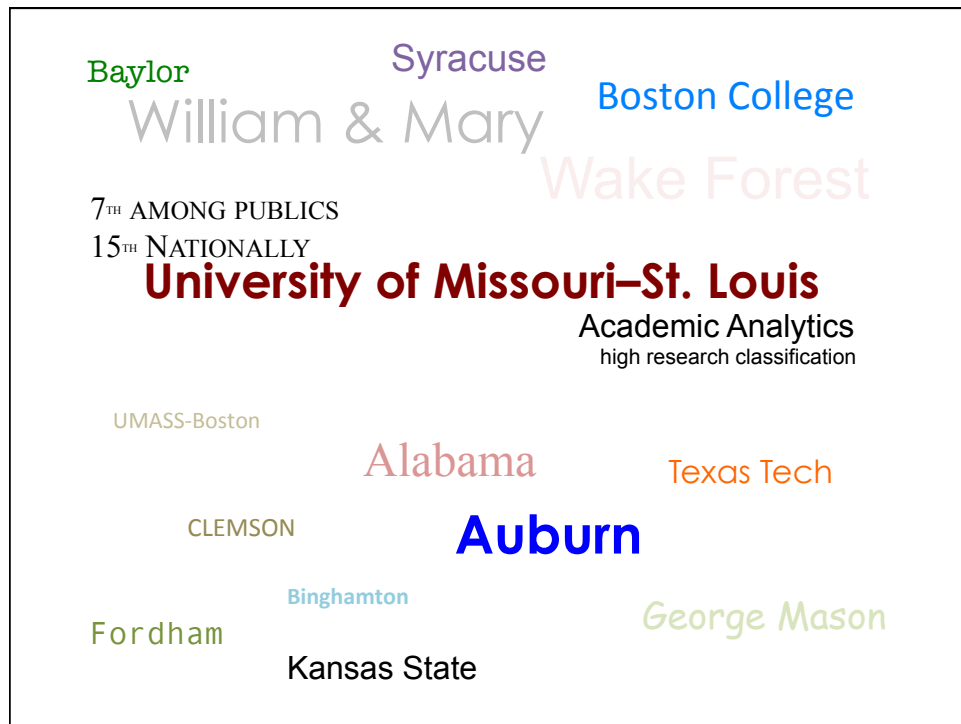 Syracuse
Baylor
Boston College
William & Mary
Wake Forest
7TH AMONG PUBLICS
15TH NATIONALLY
University of Missouri–St. Louis
Academic Analytics
high research classification
UMASS-Boston
Alabama
Texas Tech
CLEMSON
Auburn
Binghamton
George Mason
Fordham
Kansas State